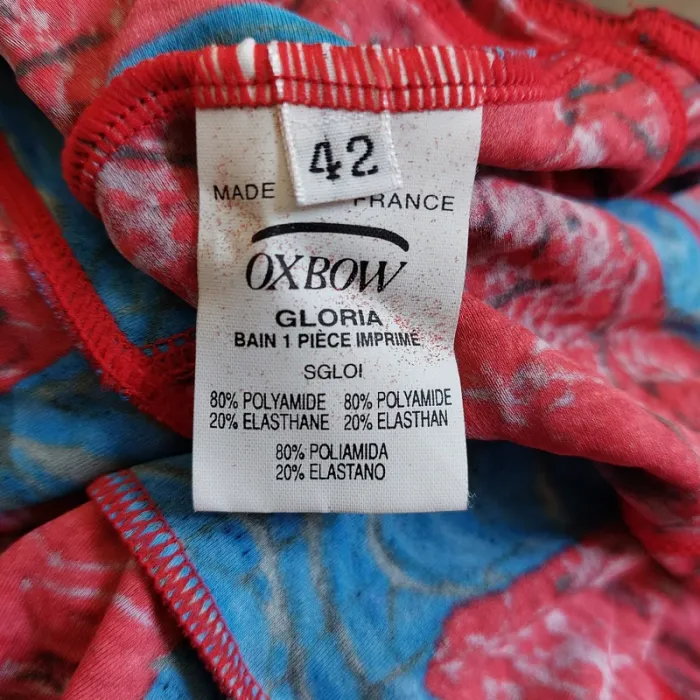 42
MADE FRANCE
OXBOW
GLORIA
BAIN 1 PIÈCE IMPRIMÉ
SGLOI
80% POLYAMIDE 80% POLYAMIDE
20% ELASTHANE 20% ELASTHAN
80% POLIAMIDA
20% ELASTANO